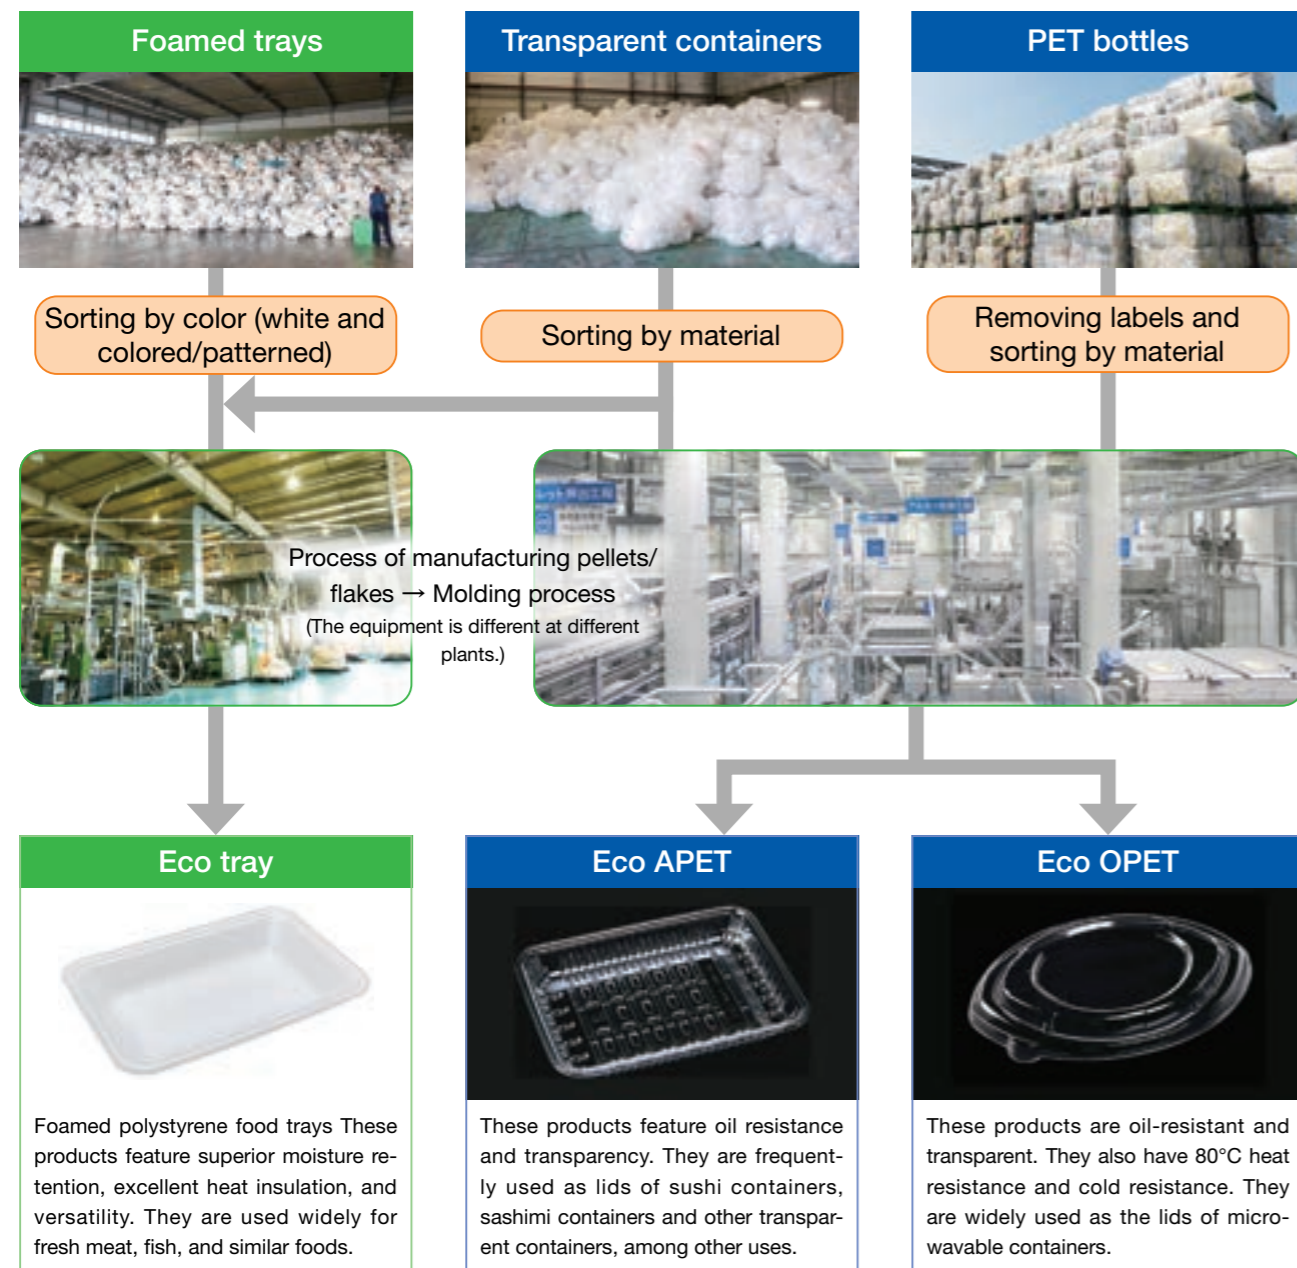 Foamed trays
Transparent containers
PET bottles
Sorting by color (white and
colored/patterned)
Sorting by material
Removing labels and
sorting by material
Process of manufacturing pellets/
flakes → Molding process
(The equipment is different at different
plants.)
Eco tray
Eco APET
Eco OPET
Foamed polystyrene food trays These
products feature superior moisture re-
tention, excellent heat insulation, and
versatility. They are used widely for
fresh meat, fish, and similar foods.
These products feature oil resistance
and transparency. They are frequent-
ly used as lids of sushi containers,
sashimi containers and other transpar-
ent containers, among other uses.
These products are oil-resistant and
transparent. They also have 80°C heat
resistance and cold resistance. They
are widely used as the lids of micro-
wavable containers.